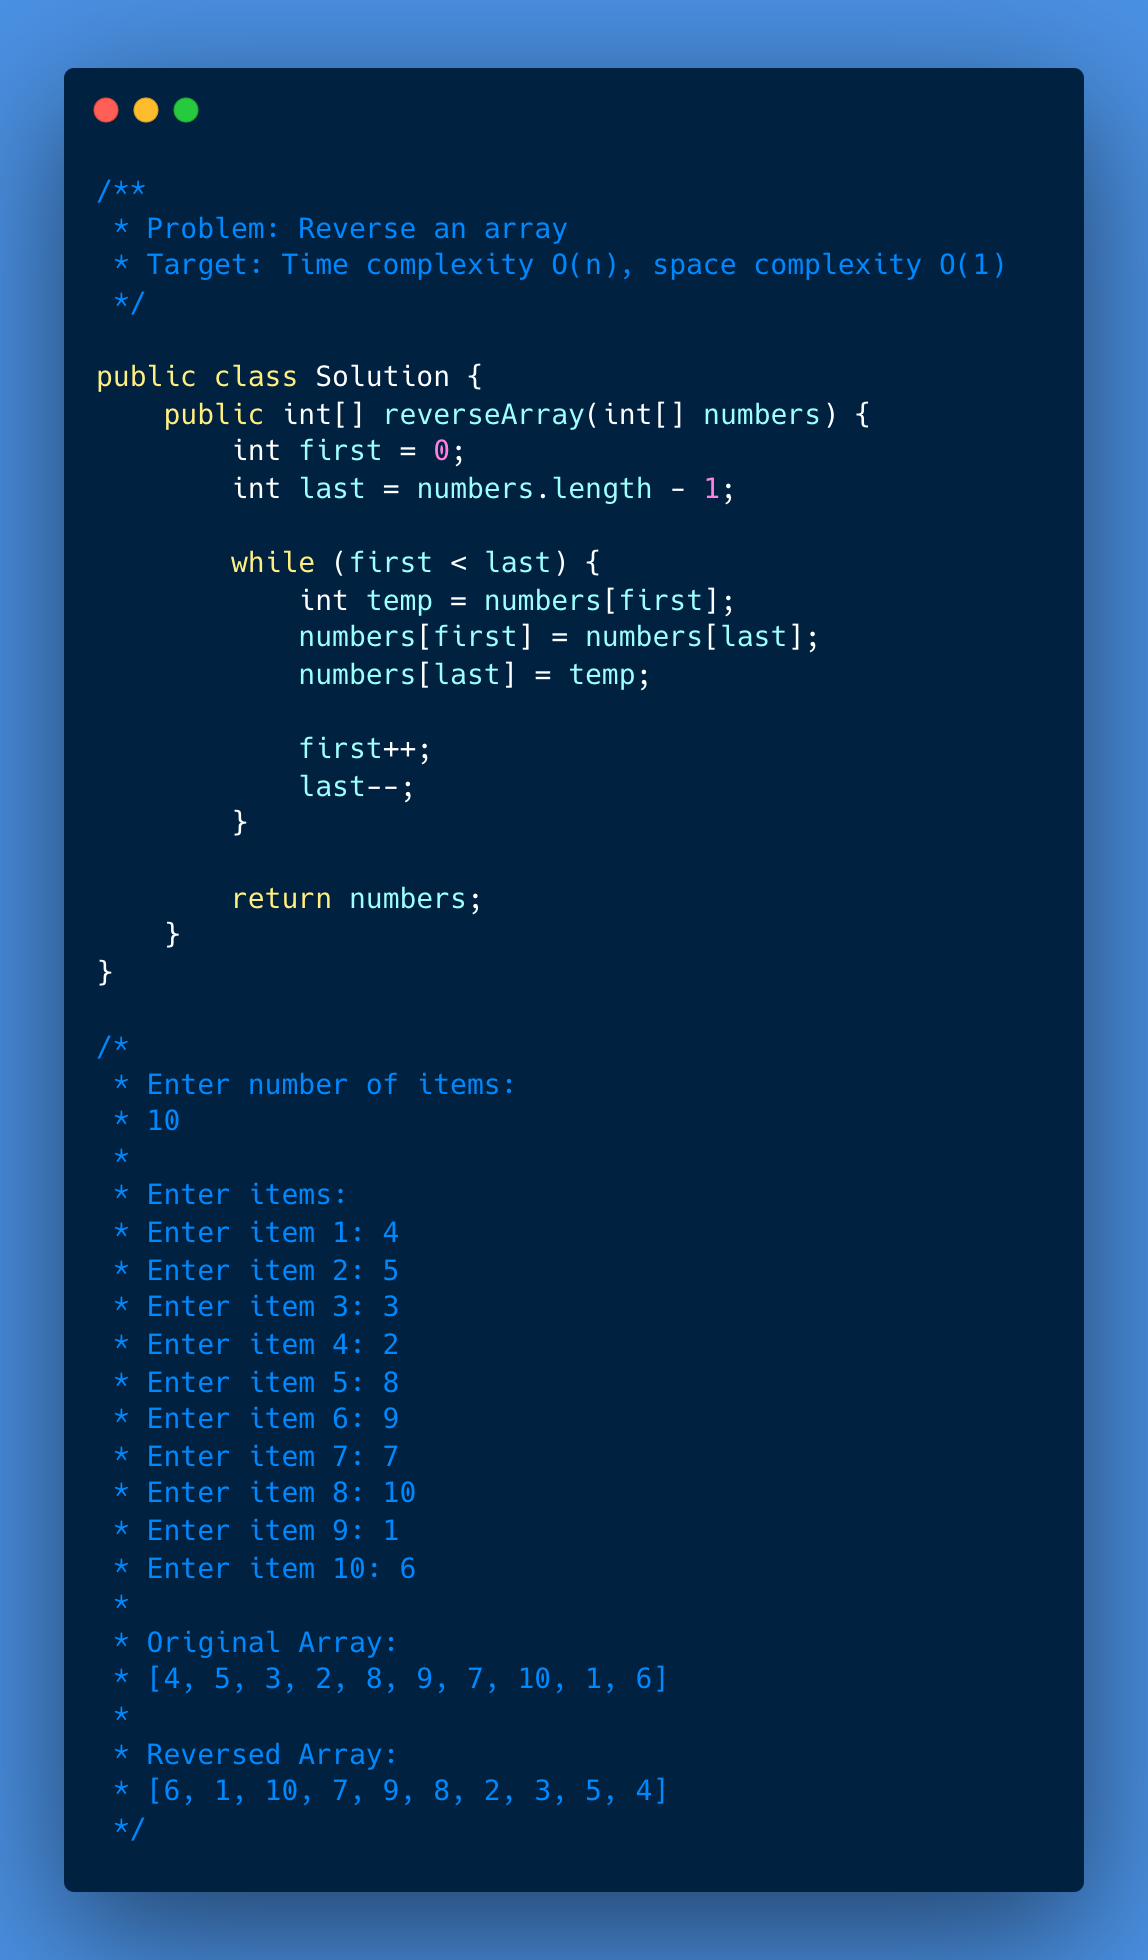 /**
 * Problem: Reverse an array
 * Target: Time complexity O(n), space complexity O(1)
 */

public class Solution {
    public int[] reverseArray(int[] numbers) {
        int first = 0;
        int last = numbers.length - 1;

        while (first < last) {
            int temp = numbers[first];
            numbers[first] = numbers[last];
            numbers[last] = temp;

            first++;
            last--;
        }

        return numbers;
    }
}

/*
 * Enter number of items:
 * 10
 *
 * Enter items:
 * Enter item 1: 4
 * Enter item 2: 5
 * Enter item 3: 3
 * Enter item 4: 2
 * Enter item 5: 8
 * Enter item 6: 9
 * Enter item 7: 7
 * Enter item 8: 10
 * Enter item 9: 1
 * Enter item 10: 6
 *
 * Original Array:
 * [4, 5, 3, 2, 8, 9, 7, 10, 1, 6]
 *
 * Reversed Array:
 * [6, 1, 10, 7, 9, 8, 2, 3, 5, 4]
 */